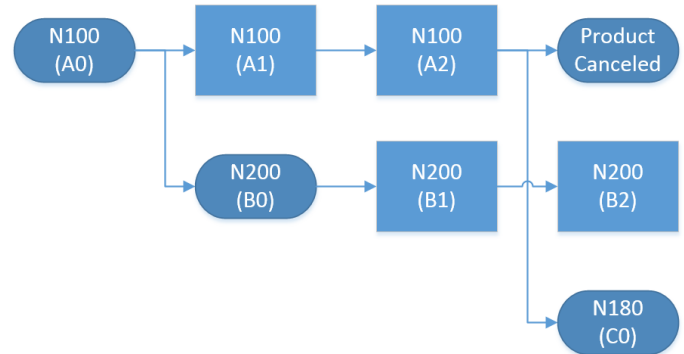 N100
(A0)
N100
(A1)
N100
(A2)
Product
Canceled
N200
(B0)
N200
(B1)
N200
(B2)
N180
(C0)